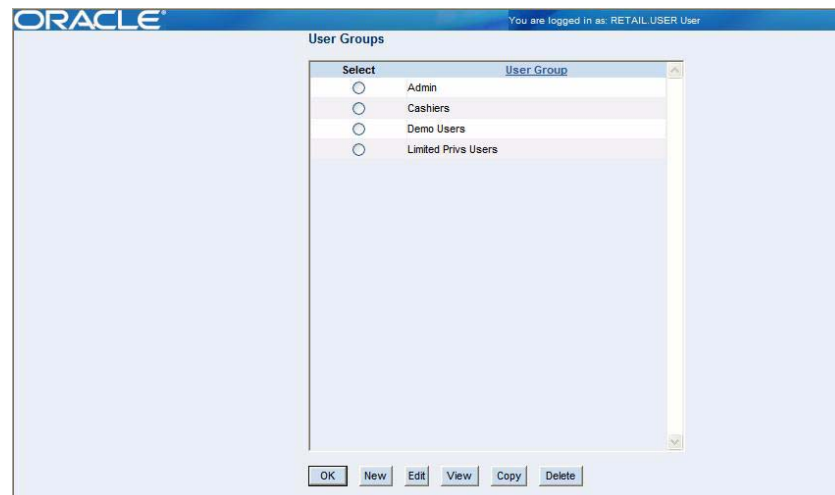 ORACLE®
You are logged in as: RETAIL.USER User
User Groups
Select User Group
Admin
Cashiers
Demo Users
Limited Privs Users
OK New Edit View Copy Delete